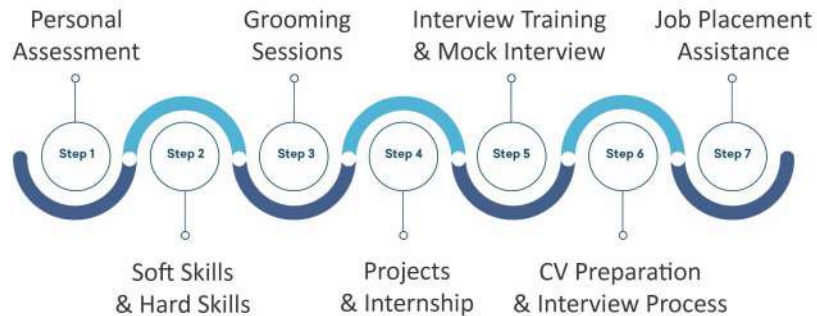 Personal
Assessment
Grooming
Sessions
Interview Training
& Mock Interview
Job Placement
Assistance
Step 1
Step 2
Step 3
Step 4
Step 5
Step 6
Step 7
Soft Skills
& Hard Skills
Projects
& Internship
CV Preparation
& Interview Process